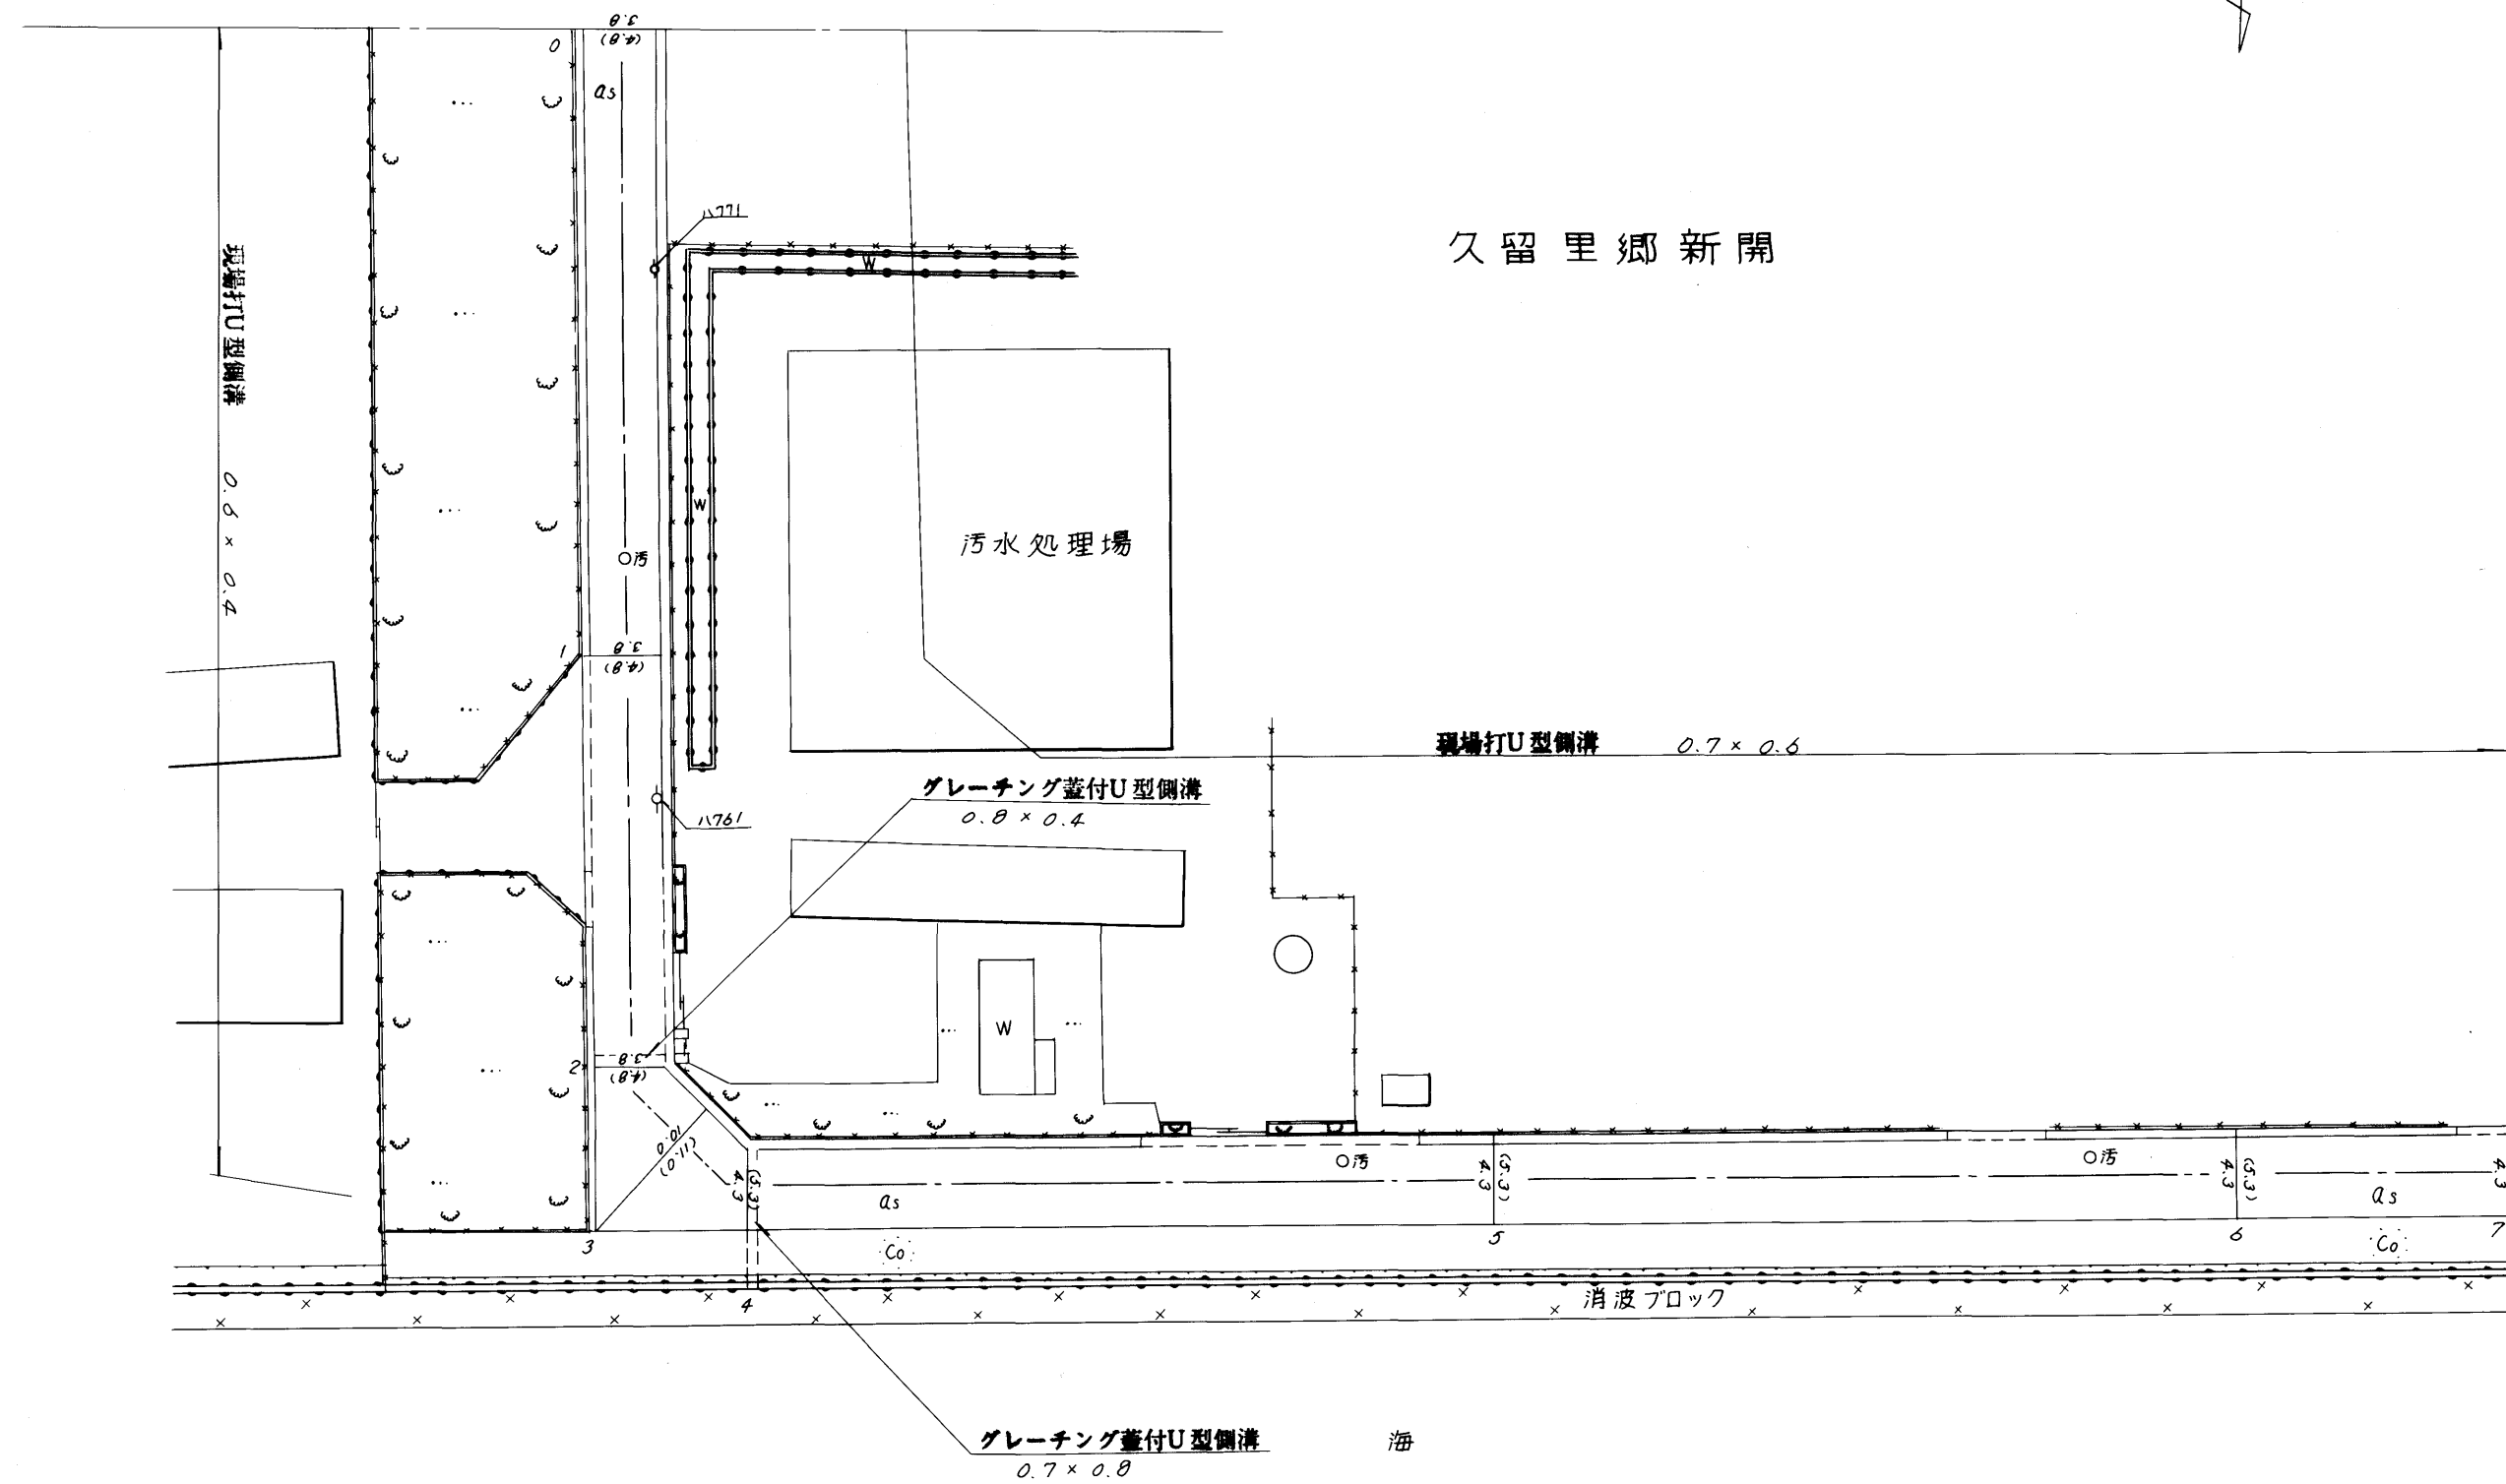 3.8
(4.8)
0
as
ハ771
W
久留里郷新開
現場打U型側溝 0.6 × 0.4
W
○汚
汚水処理場
1
3.8
(4.8)
現場打U型側溝 0.7 × 0.6
グレーチング蓋付U型側溝
0.8 × 0.4
ハ761
W
3.8
2
(4.8)
10.0
(11.0)
4.3
(5.3)
○汚
4.3
(5.3)
○汚
4.3
(5.3)
4.3
as
as
3
5
6
7
Co
Co
4
消波ブロック
グレーチング蓋付U型側溝
0.7 × 0.8
海